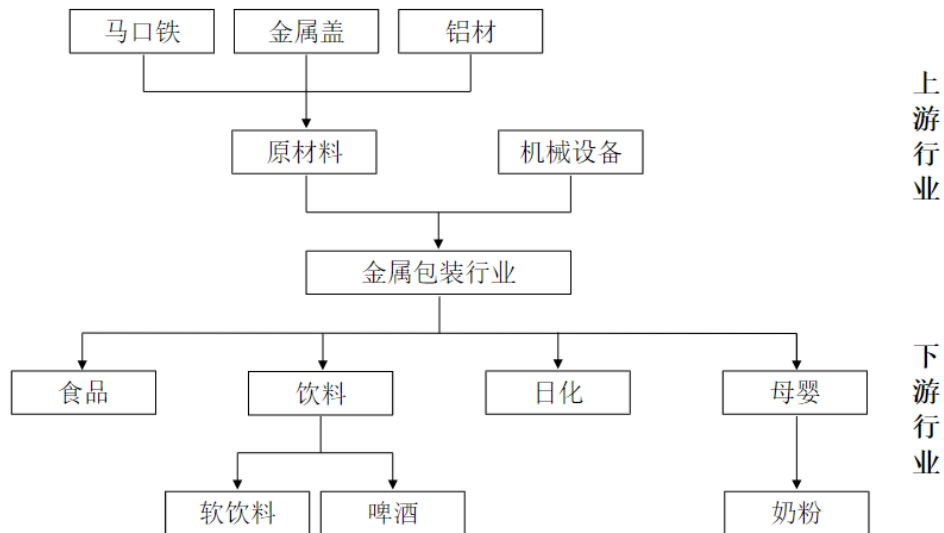 马口铁
金属盖
铝材
原材料
机械设备
上游行业
金属包装行业
食品
饮料
日化
母婴
下游行业
软饮料
啤酒
奶粉